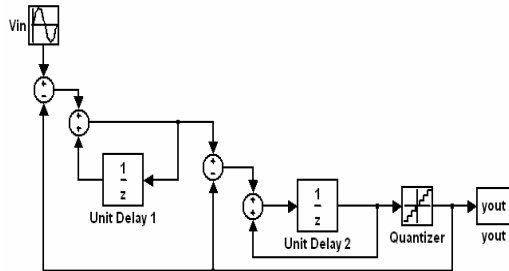 Vin
+
-
+
+
1
z
Unit Delay 1
+
-
+
+
1
z
Unit Delay 2
Quantizer
yout
yout